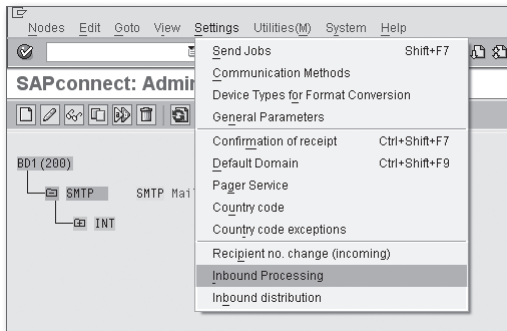 Nodes Edit Goto View Settings Utilities(M) System Help
Send Jobs Shift+F7
Communication Methods
SAPconnect: Admi
Device Types for Format Conversion
General Parameters
Confirmation of receipt Ctrl+Shift+F7
BD1 (200)
Default Domain Ctrl+Shift+F9
SMTP SMTP Mai
Pager Service
Country code
INT
Country code exceptions
Recipient no. change (incoming)
Inbound Processing
Inbound distribution